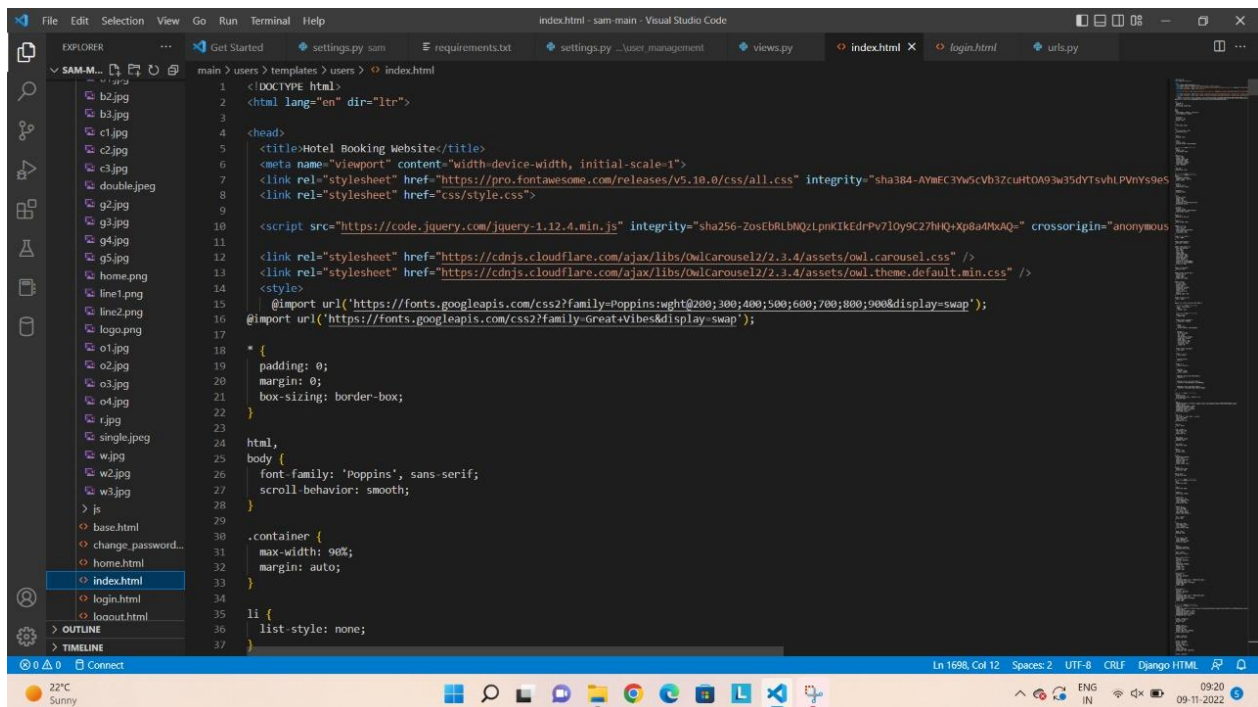 File Edit Selection View Go Run Terminal Help index.html - sam-main - Visual Studio Code
EXPLORER
Get Started settings.py sam requirements.txt settings.py ...\user_management views.py index.html login.html urls.py
SAM-M...
main > users > templates > users > index.html
b2.jpg
b3.jpg
c1.jpg
c2.jpg
c3.jpg
double.jpeg
g2.jpg
g3.jpg
g4.jpg
g5.jpg
home.png
line1.png
line2.png
logo.png
o1.jpg
o2.jpg
o3.jpg
o4.jpg
r.jpg
single.jpeg
w.jpg
w2.jpg
w3.jpg
> js
base.html
change_password...
home.html
index.html
login.html
logout.html
> OUTLINE
> TIMELINE
1 <!DOCTYPE html>
2 <html lang="en" dir="ltr">
3
4 <head>
5 <title>Hotel Booking Website</title>
6 <meta name="viewport" content="width=device-width, initial-scale=1">
7 <link rel="stylesheet" href="https://pro.fontawesome.com/releases/v5.10.0/css/all.css" integrity="sha384-AYmEC3Yw5cVb3ZcuHtOA93w35dYTsvhLPVnYs9eS
8 <link rel="stylesheet" href="css/style.css">
9
10 <script src="https://code.jquery.com/jquery-1.12.4.min.js" integrity="sha256-ZosEbRLbNQzLpnKIkEdrPv7lOy9C27hHQ+Xp8a4MxAQ=" crossorigin="anonymous
11
12 <link rel="stylesheet" href="https://cdnjs.cloudflare.com/ajax/libs/OwlCarousel2/2.3.4/assets/owl.carousel.css" />
13 <link rel="stylesheet" href="https://cdnjs.cloudflare.com/ajax/libs/OwlCarousel2/2.3.4/assets/owl.theme.default.min.css" />
14 <style>
15 @import url('https://fonts.googleapis.com/css2?family=Poppins:wght@200;300;400;500;600;700;800;900&display=swap');
16 @import url('https://fonts.googleapis.com/css2?family=Great+Vibes&display=swap');
17
18 * {
19 padding: 0;
20 margin: 0;
21 box-sizing: border-box;
22 }
23
24 html,
25 body {
26 font-family: 'Poppins', sans-serif;
27 scroll-behavior: smooth;
28 }
29
30 .container {
31 max-width: 90%;
32 margin: auto;
33 }
34
35 li {
36 list-style: none;
37 }
0 0 Connect Ln 1698, Col 12 Spaces: 2 UTF-8 CRLF Django HTML
22°C
Sunny
ENG
IN
09:20
09-11-2022
5